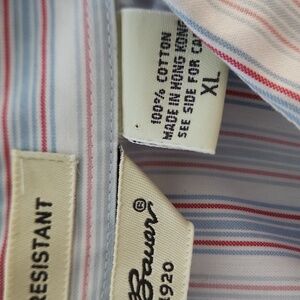 100% COTTON
MADE IN HONG KONG
SEE SIDE FOR CA
XL
RESISTANT
Bauer®
1920